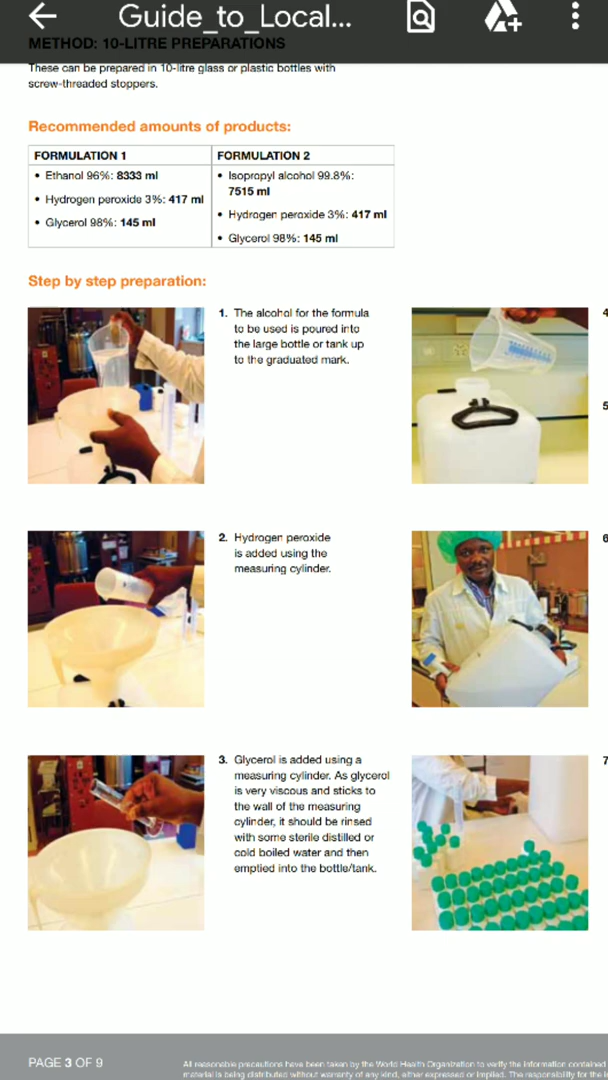 Guide_to_Local...
METHOD: 10-LITRE PREPARATIONS
These can be prepared in 10-litre glass or plastic bottles with
screw-threaded stoppers.
Recommended amounts of products:
FORMULATION 1
• Ethanol 96%: 8333 ml
• Hydrogen peroxide 3%: 417 ml
• Glycerol 98%: 145 ml
FORMULATION 2
• Isopropyl alcohol 99.8%:
7515 ml
• Hydrogen peroxide 3%: 417 ml
• Glycerol 98%: 145 ml
Step by step preparation:
1. The alcohol for the formula
to be used is poured into
the large bottle or tank up
to the graduated mark.
2. Hydrogen peroxide
is added using the
measuring cylinder.
3. Glycerol is added using a
measuring cylinder. As glycerol
is very viscous and sticks to
the wall of the measuring
cylinder, it should be rinsed
with some sterile distilled or
cold boiled water and then
emptied into the bottle/tank.
4
5
6
7
PAGE 3 OF 9
All reasonable precautions have been taken by the World Health Organization to verify the information contained
material is being distributed without warranty of any kind, either expressed or implied. The responsibility for the